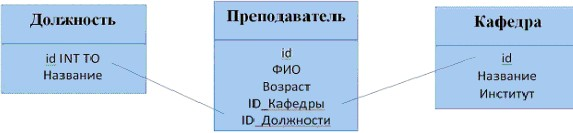 Должность
id INT TO
Название
Преподаватель
id
ФИО
Возраст
ID_Кафедры
ID_Должности
Кафедра
id
Название
Институт